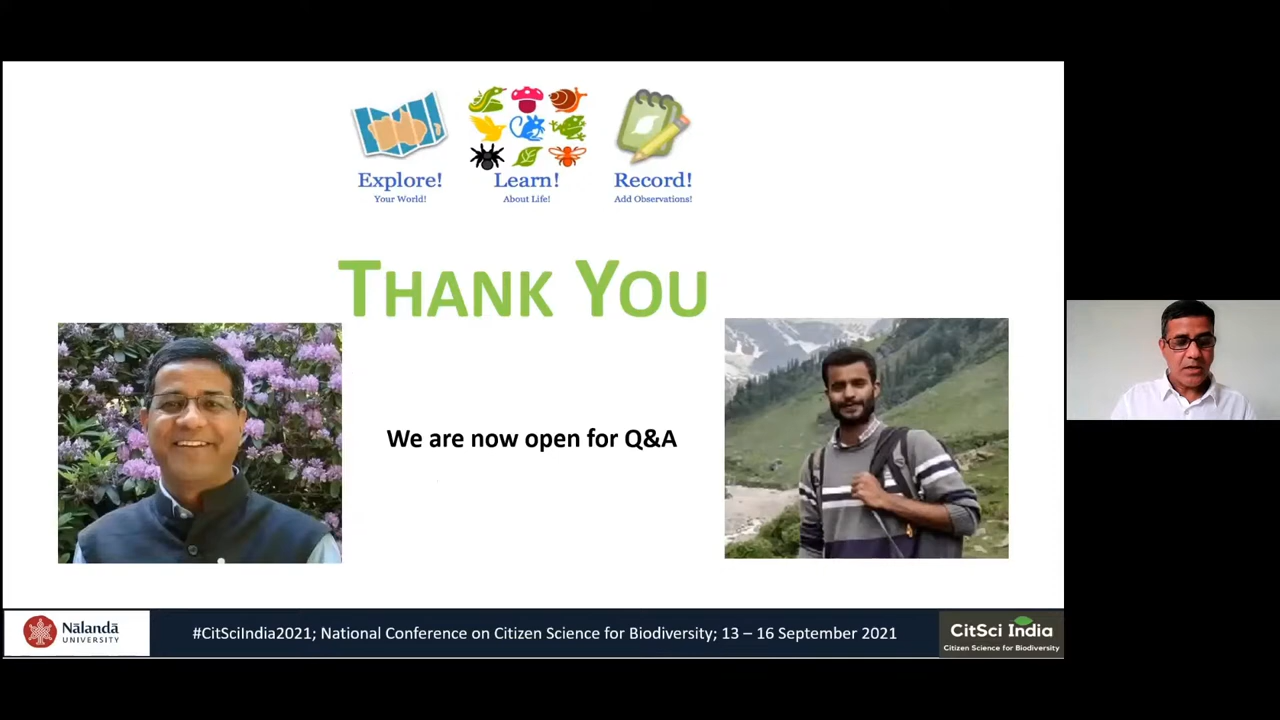 Explore!
Your World!
Learn!
About Life!
Record!
Add Observations!
THANK YOU
We are now open for Q&A
Nālandā
UNIVERSITY
#CitSciIndia2021; National Conference on Citizen Science for Biodiversity; 13 – 16 September 2021
CitSci India
Citizen Science for Biodiversity